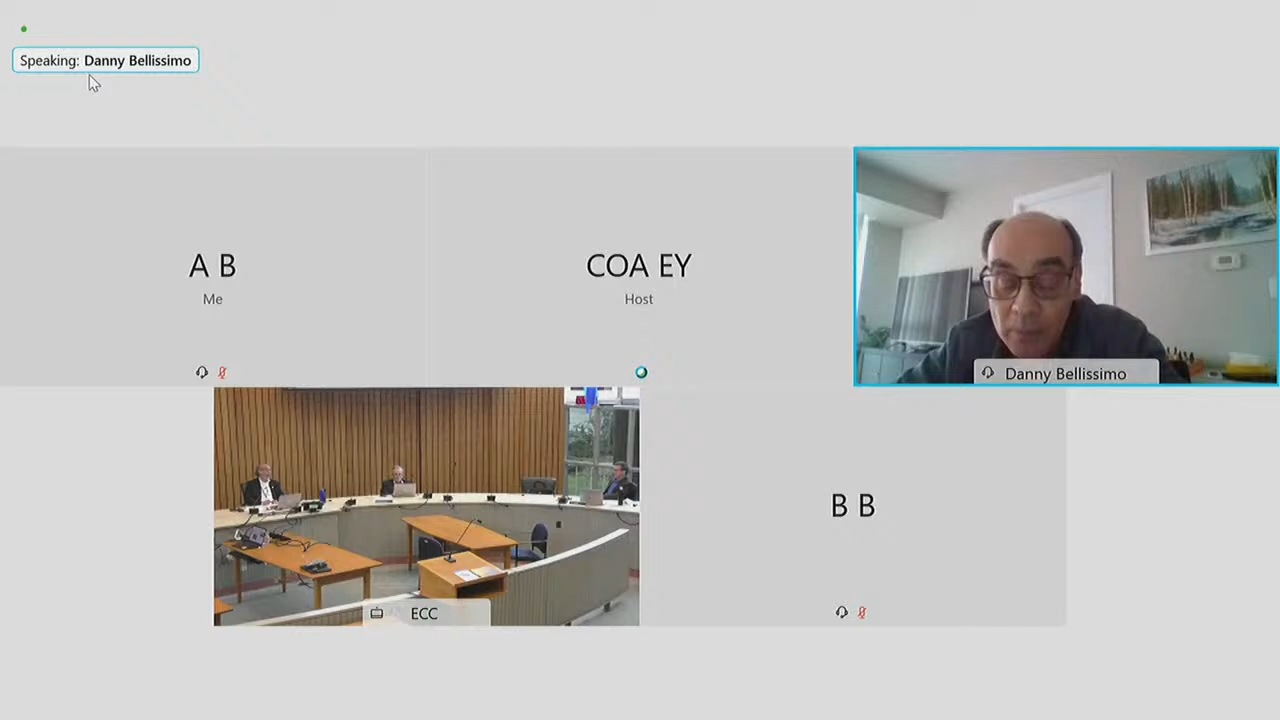 Speaking: Danny Bellissimo
A B
Me
COA EY
Host
Danny Bellissimo
ECC
B B